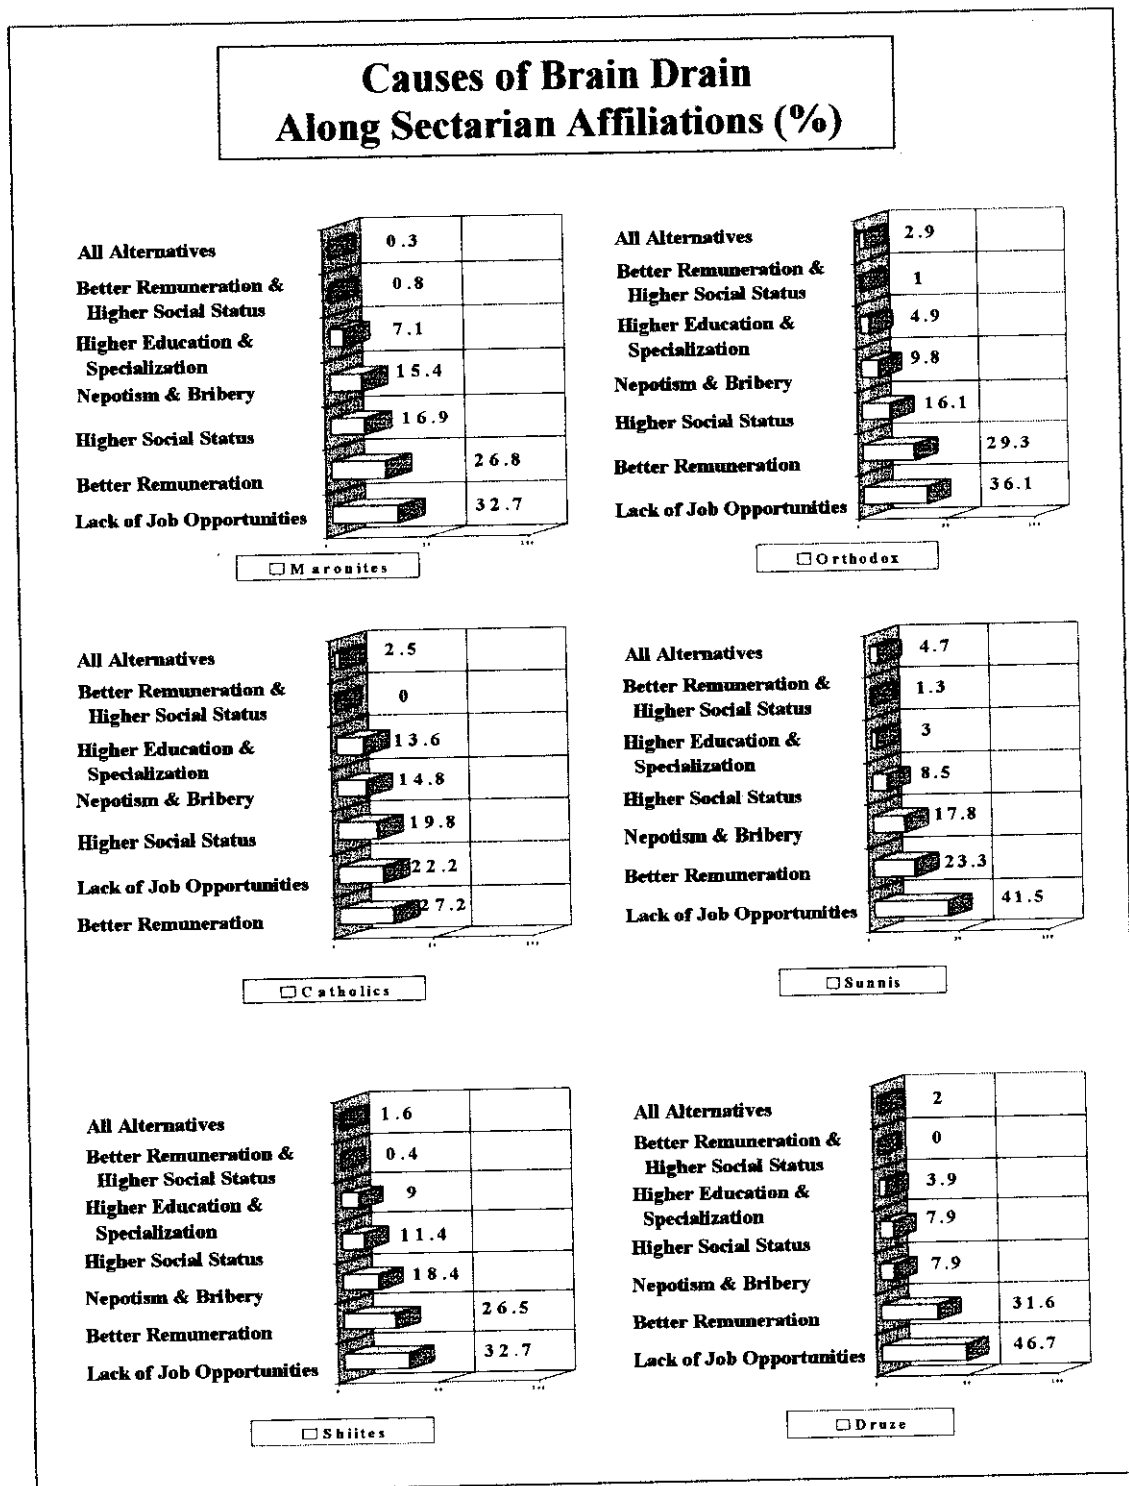 Causes of Brain Drain
Along Sectarian Affiliations (%)
All Alternatives 0.3
Better Remuneration & 0.8
Higher Social Status
Higher Education & 7.1
Specialization
Nepotism & Bribery 15.4
Higher Social Status 16.9
Better Remuneration 26.8
Lack of Job Opportunities 32.7
Maronites
All Alternatives 2.9
Better Remuneration & 1
Higher Social Status
Higher Education & 4.9
Specialization
Nepotism & Bribery 9.8
Higher Social Status 16.1
Better Remuneration 29.3
Lack of Job Opportunities 36.1
Orthodox
All Alternatives 2.5
Better Remuneration & 0
Higher Social Status
Higher Education & 13.6
Specialization
Nepotism & Bribery 14.8
Higher Social Status 19.8
Lack of Job Opportunities 22.2
Better Remuneration 27.2
Catholics
All Alternatives 4.7
Better Remuneration & 1.3
Higher Social Status
Higher Education & 3
Specialization
Higher Social Status 8.5
Nepotism & Bribery 17.8
Better Remuneration 23.3
Lack of Job Opportunities 41.5
Sunnis
All Alternatives 1.6
Better Remuneration & 0.4
Higher Social Status
Higher Education & 9
Specialization
Higher Social Status 11.4
Nepotism & Bribery 18.4
Better Remuneration 26.5
Lack of Job Opportunities 32.7
Shiites
All Alternatives 2
Better Remuneration & 0
Higher Social Status
Higher Education & 3.9
Specialization
Higher Social Status 7.9
Nepotism & Bribery 7.9
Better Remuneration 31.6
Lack of Job Opportunities 46.7
Druze